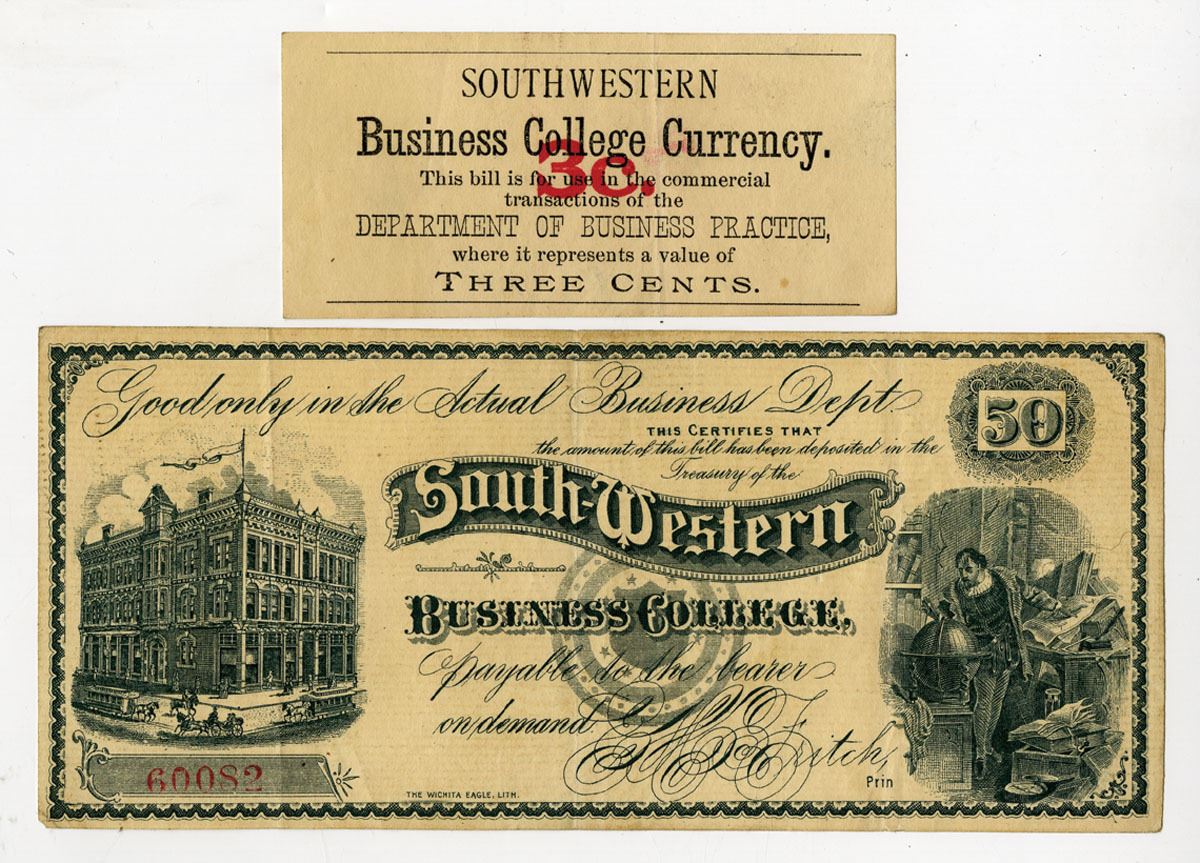 SOUTHWESTERN
Business College Currency.
3c.
This bill is for use in the commercial
transactions of the
DEPARTMENT OF BUSINESS PRACTICE,
where it represents a value of
THREE CENTS.
Good only in the Actual Business Dept.
50
THIS CERTIFIES THAT
the amount of this bill has been deposited in the
Treasury of the
South-Western
BUSINESS COLLEGE,
payable to the bearer
on demand
Fitch,
Prin
60082
THE WICHITA EAGLE, LITH.